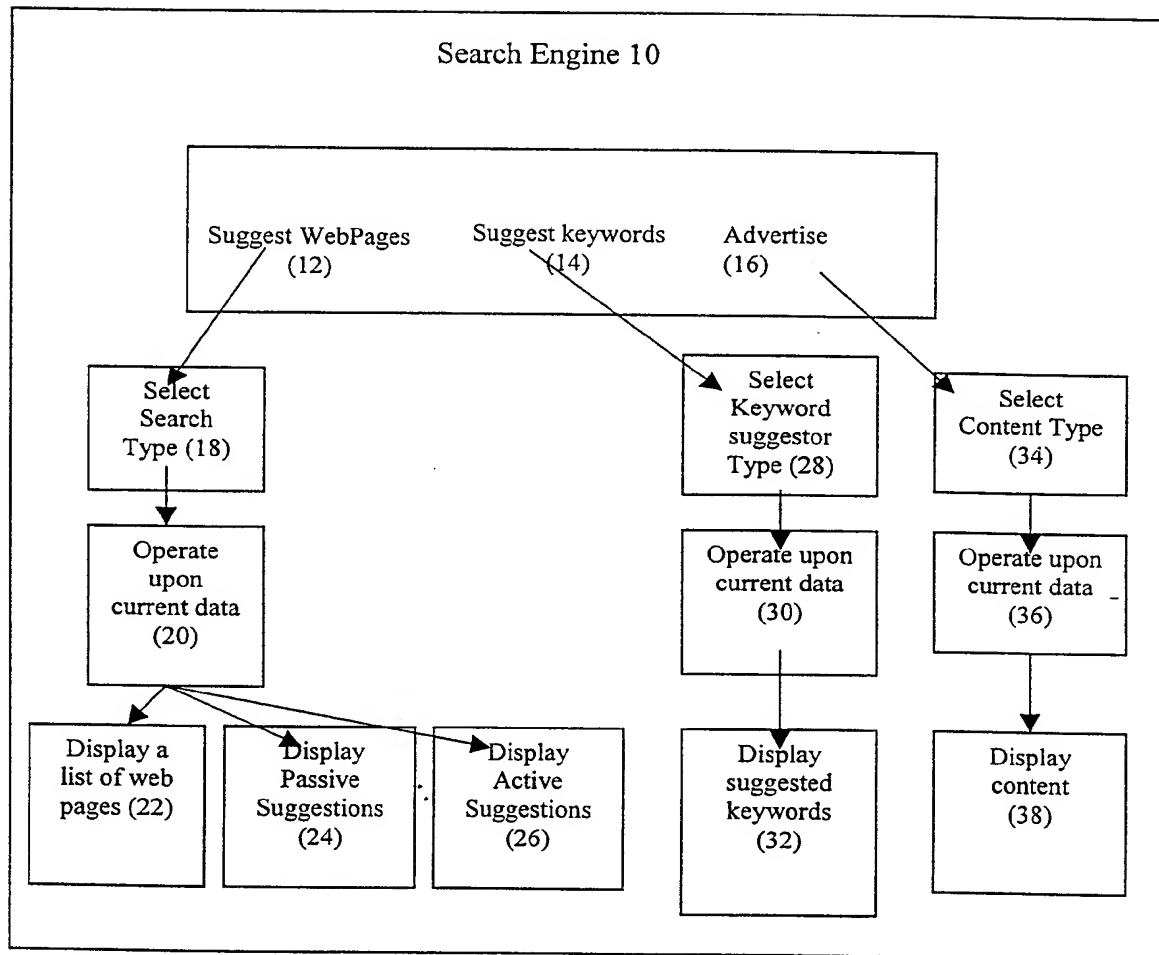 Search Engine 10
Suggest WebPages
(12)
Suggest keywords
(14)
Advertise
(16)
Select
Search
Type (18)
Select
Keyword
suggestor
Type (28)
Select
Content Type
(34)
Operate
upon
current data
(20)
Operate upon
current data
(30)
Operate upon
current data
(36)
Display a
list of web
pages (22)
Display
Passive
Suggestions
(24)
Display
Active
Suggestions
(26)
Display
suggested
keywords
(32)
Display
content
(38)